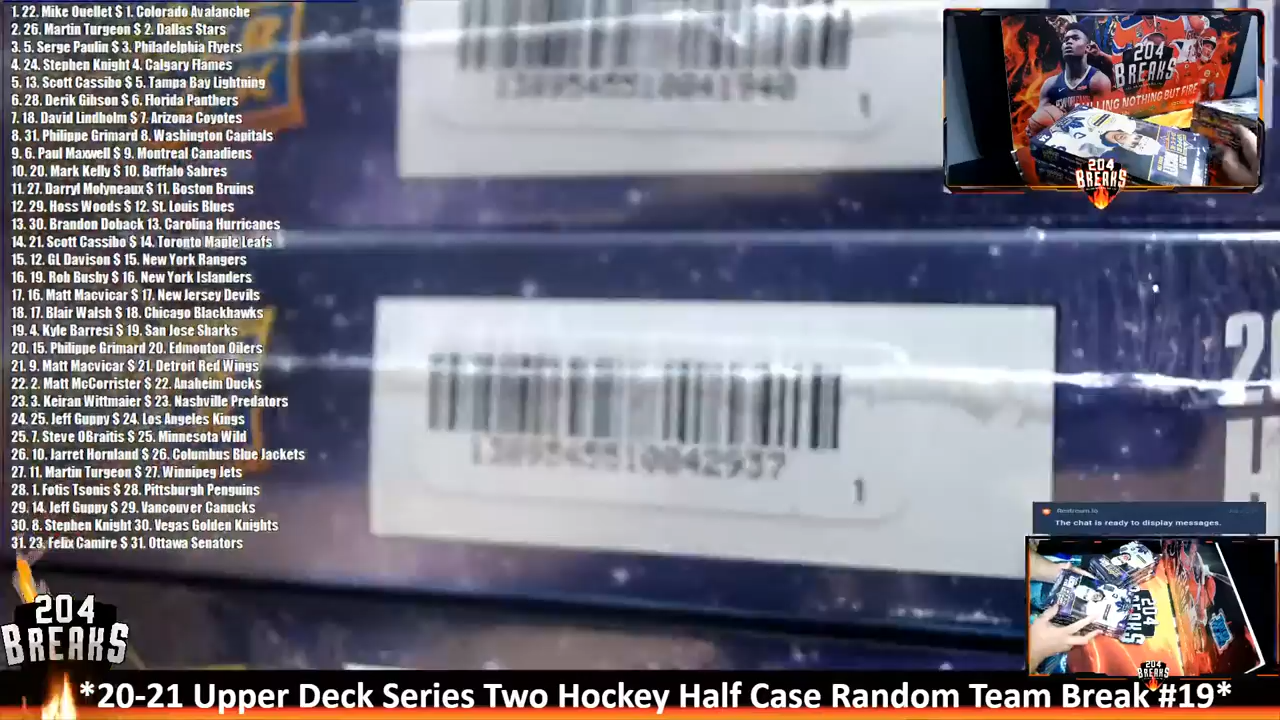 1. 22. Mike Ouellet $ 1. Colorado Avalanche
2. 26. Martin Turgeon $ 2. Dallas Stars
3. 5. Serge Paulin $ 3. Philadelphia Flyers
4. 24. Stephen Knight 4. Calgary Flames
5. 13. Scott Cassibo $ 5. Tampa Bay Lightning
6. 28. Derik Gibson $ 6. Florida Panthers
7. 18. David Lindholm $ 7. Arizona Coyotes
8. 31. Philippe Grimard 8. Washington Capitals
9. 6. Paul Maxwell $ 9. Montreal Canadiens
10. 20. Mark Kelly $ 10. Buffalo Sabres
11. 27. Darryl Molyneaux $ 11. Boston Bruins
12. 29. Hoss Woods $ 12. St. Louis Blues
13. 30. Brandon Doback 13. Carolina Hurricanes
14. 21. Scott Cassibo $ 14. Toronto Maple Leafs
15. 12. GL Davison $ 15. New York Rangers
16. 19. Rob Busby $ 16. New York Islanders
17. 16. Matt Macvicar $ 17. New Jersey Devils
18. 17. Blair Walsh $ 18. Chicago Blackhawks
19. 4. Kyle Barresi $ 19. San Jose Sharks
20. 15. Philippe Grimard 20. Edmonton Oilers
21. 9. Matt Macvicar $ 21. Detroit Red Wings
22. 2. Matt McCorrister $ 22. Anaheim Ducks
23. 3. Keiran Wittmaier $ 23. Nashville Predators
24. 25. Jeff Guppy $ 24. Los Angeles Kings
25. 7. Steve OBraitis $ 25. Minnesota Wild
26. 10. Jarret Hornland $ 26. Columbus Blue Jackets
27. 11. Martin Turgeon $ 27. Winnipeg Jets
28. 1. Fotis Tsonis $ 28. Pittsburgh Penguins
29. 14. Jeff Guppy $ 29. Vancouver Canucks
30. 8. Stephen Knight 30. Vegas Golden Knights
31. 23. Felix Camire $ 31. Ottawa Senators
1
1
204
BREAKS
LING NOTHING BUT FIRE
204
BREAKS
Restream.io
The chat is ready to display messages.
204
BREAKS
204
BREAKS
*20-21 Upper Deck Series Two Hockey Half Case Random Team Break #19*